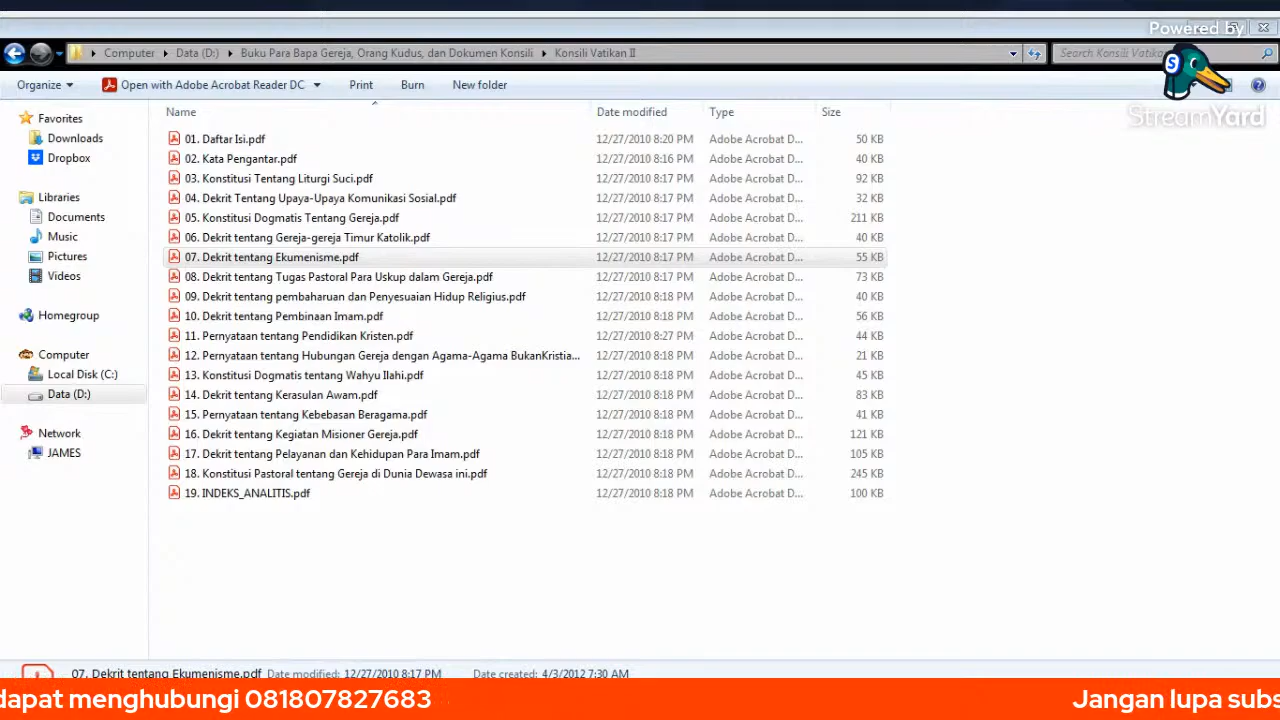 Powered by
Computer Data (D:) Buku Para Bapa Gereja, Orang Kudus, dan Dokumen Konsili Konsili Vatikan II Search Konsili Vatikan
Organize Open with Adobe Acrobat Reader DC Print Burn New folder
StreamYard
Name Date modified Type Size
Favorites
Downloads
Dropbox
Libraries
Documents
Music
Pictures
Videos
Homegroup
Computer
Local Disk (C:)
Data (D:)
Network
JAMES
01. Daftar Isi.pdf 12/27/2010 8:20 PM Adobe Acrobat D... 50 KB
02. Kata Pengantar.pdf 12/27/2010 8:16 PM Adobe Acrobat D... 40 KB
03. Konstitusi Tentang Liturgi Suci.pdf 12/27/2010 8:17 PM Adobe Acrobat D... 92 KB
04. Dekrit Tentang Upaya-Upaya Komunikasi Sosial.pdf 12/27/2010 8:17 PM Adobe Acrobat D... 32 KB
05. Konstitusi Dogmatis Tentang Gereja.pdf 12/27/2010 8:17 PM Adobe Acrobat D... 211 KB
06. Dekrit tentang Gereja-gereja Timur Katolik.pdf 12/27/2010 8:17 PM Adobe Acrobat D... 40 KB
07. Dekrit tentang Ekumenisme.pdf 12/27/2010 8:17 PM Adobe Acrobat D... 55 KB
08. Dekrit tentang Tugas Pastoral Para Uskup dalam Gereja.pdf 12/27/2010 8:17 PM Adobe Acrobat D... 73 KB
09. Dekrit tentang pembaharuan dan Penyesuaian Hidup Religius.pdf 12/27/2010 8:18 PM Adobe Acrobat D... 40 KB
10. Dekrit tentang Pembinaan Imam.pdf 12/27/2010 8:18 PM Adobe Acrobat D... 56 KB
11. Pernyataan tentang Pendidikan Kristen.pdf 12/27/2010 8:27 PM Adobe Acrobat D... 44 KB
12. Pernyataan tentang Hubungan Gereja dengan Agama-Agama BukanKristia... 12/27/2010 8:18 PM Adobe Acrobat D... 21 KB
13. Konstitusi Dogmatis tentang Wahyu Ilahi.pdf 12/27/2010 8:18 PM Adobe Acrobat D... 45 KB
14. Dekrit tentang Kerasulan Awam.pdf 12/27/2010 8:18 PM Adobe Acrobat D... 83 KB
15. Pernyataan tentang Kebebasan Beragama.pdf 12/27/2010 8:18 PM Adobe Acrobat D... 41 KB
16. Dekrit tentang Kegiatan Misioner Gereja.pdf 12/27/2010 8:18 PM Adobe Acrobat D... 121 KB
17. Dekrit tentang Pelayanan dan Kehidupan Para Imam.pdf 12/27/2010 8:18 PM Adobe Acrobat D... 105 KB
18. Konstitusi Pastoral tentang Gereja di Dunia Dewasa ini.pdf 12/27/2010 8:18 PM Adobe Acrobat D... 245 KB
19. INDEKS_ANALITIS.pdf 12/27/2010 8:18 PM Adobe Acrobat D... 100 KB
07. Dekrit tentang Ekumenisme.pdf Date modified: 12/27/2010 8:17 PM Date created: 4/3/2012 7:30 AM
dapat menghubungi 081807827683 Jangan lupa subs